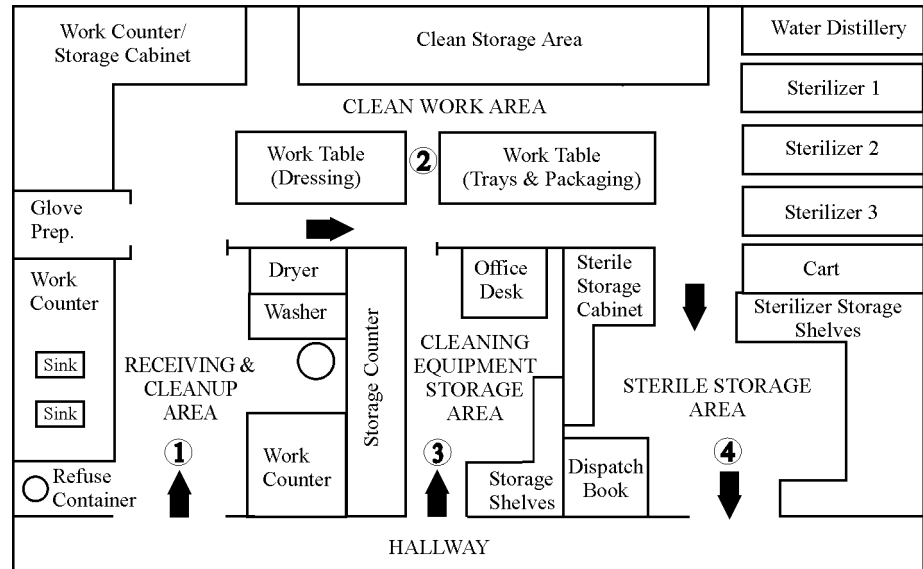 Work Counter/
Storage Cabinet
Clean Storage Area
Water Distillery
Sterilizer 1
CLEAN WORK AREA
Work Table
(Dressing)
2
Work Table
(Trays & Packaging)
Sterilizer 2
Glove
Prep.
Sterilizer 3
Work
Counter
Dryer
Washer
Storage Counter
Office
Desk
Sterile
Storage
Cabinet
Cart
Sterilizer Storage
Shelves
Sink
Sink
RECEIVING &
CLEANUP
AREA
CLEANING
EQUIPMENT
STORAGE
AREA
STERILE STORAGE
AREA
1
3
4
Refuse
Container
Work
Counter
Storage
Shelves
Dispatch
Book
HALLWAY